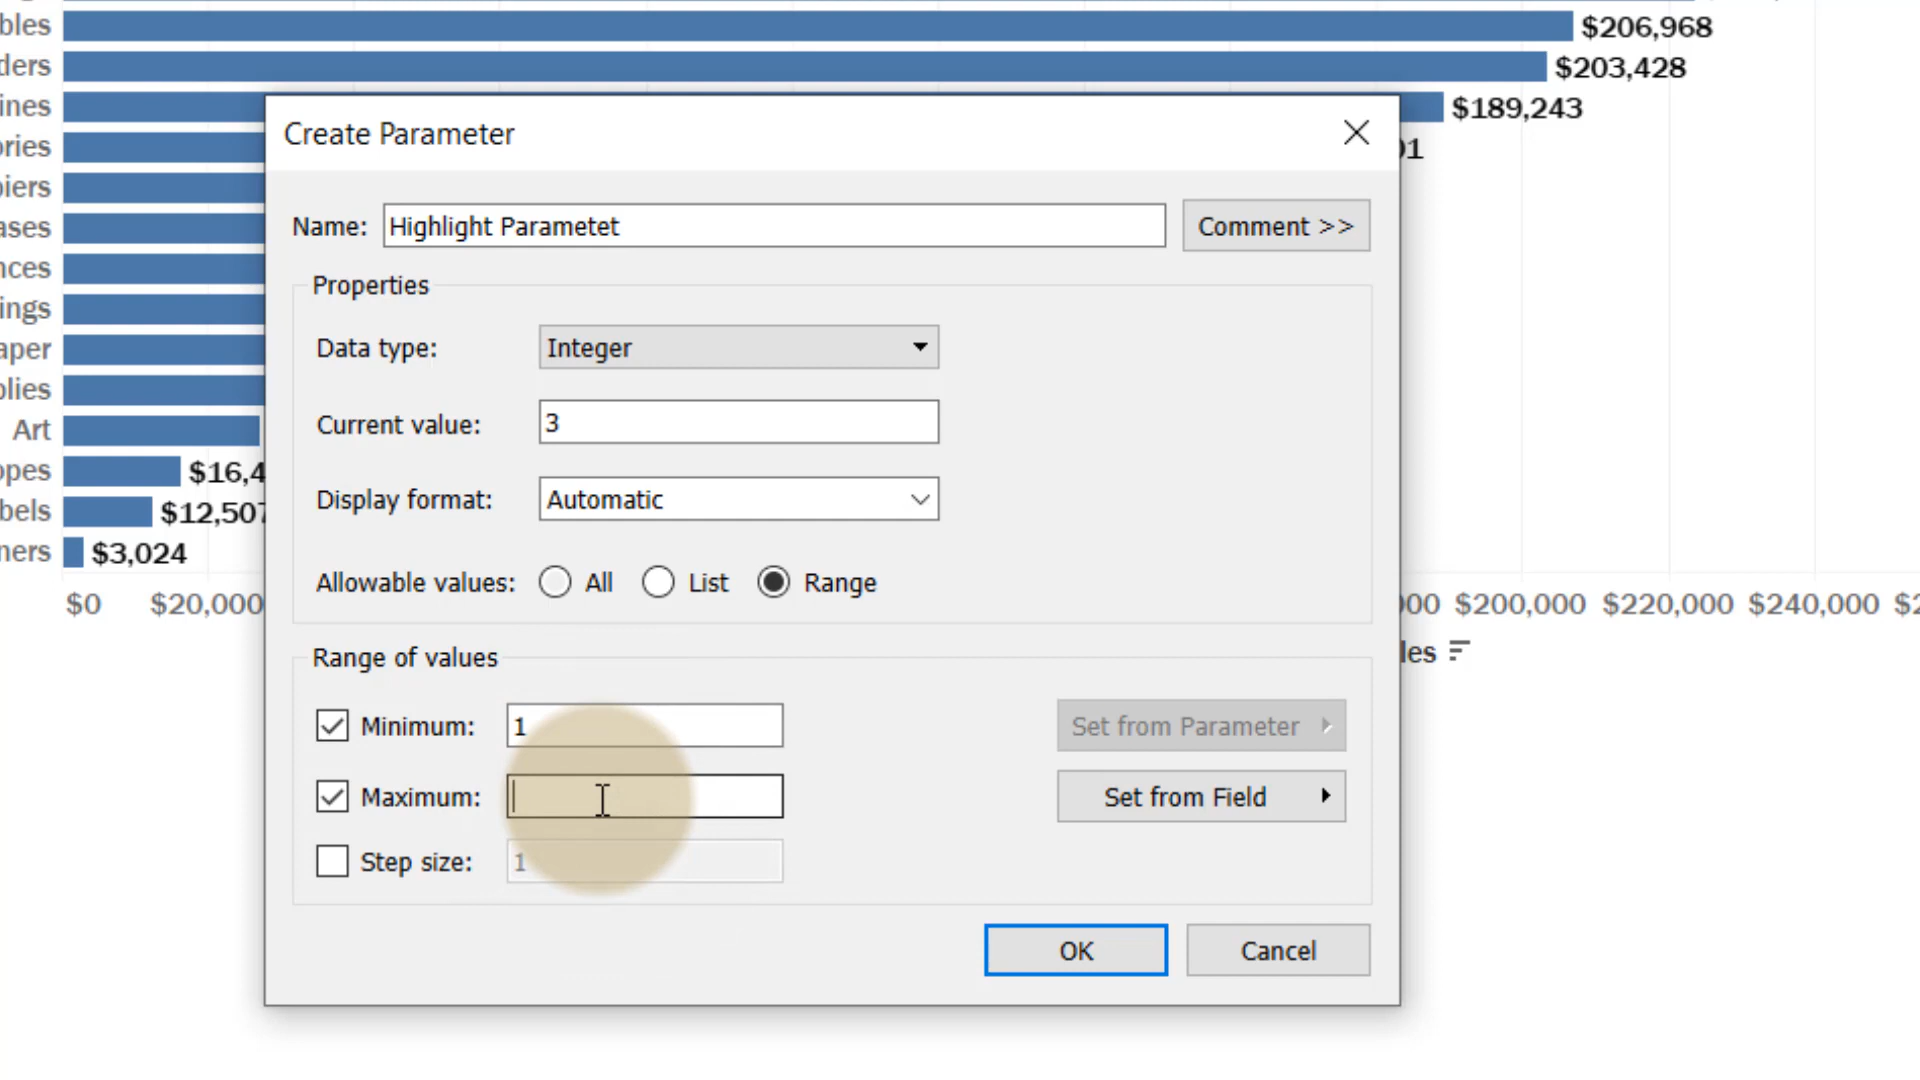 bles $206,968
ders $203,428
ines $189,243
Create Parameter
ories 01
piers
Name: Highlight Parametet Comment >>
ases
nces
Properties
ings
Data type: Integer
aper
plies
Current value: 3
Art
opes $16,4
Display format: Automatic
bels $12,507
ners $3,024
Allowable values: All List Range
$0 $20,000 000 $200,000 $220,000 $240,000 $2
les
Range of values
Minimum: 1 Set from Parameter
Maximum: Set from Field
Step size: 1
OK Cancel